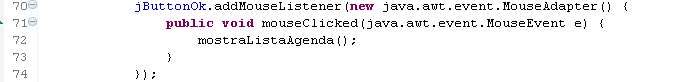 70 jButtonOk.addMouseListener(new java.awt.event.MouseAdapter() {
71 public void mouseClicked(java.awt.event.MouseEvent e) {
72 mostraListaAgenda();
73 }
74 });